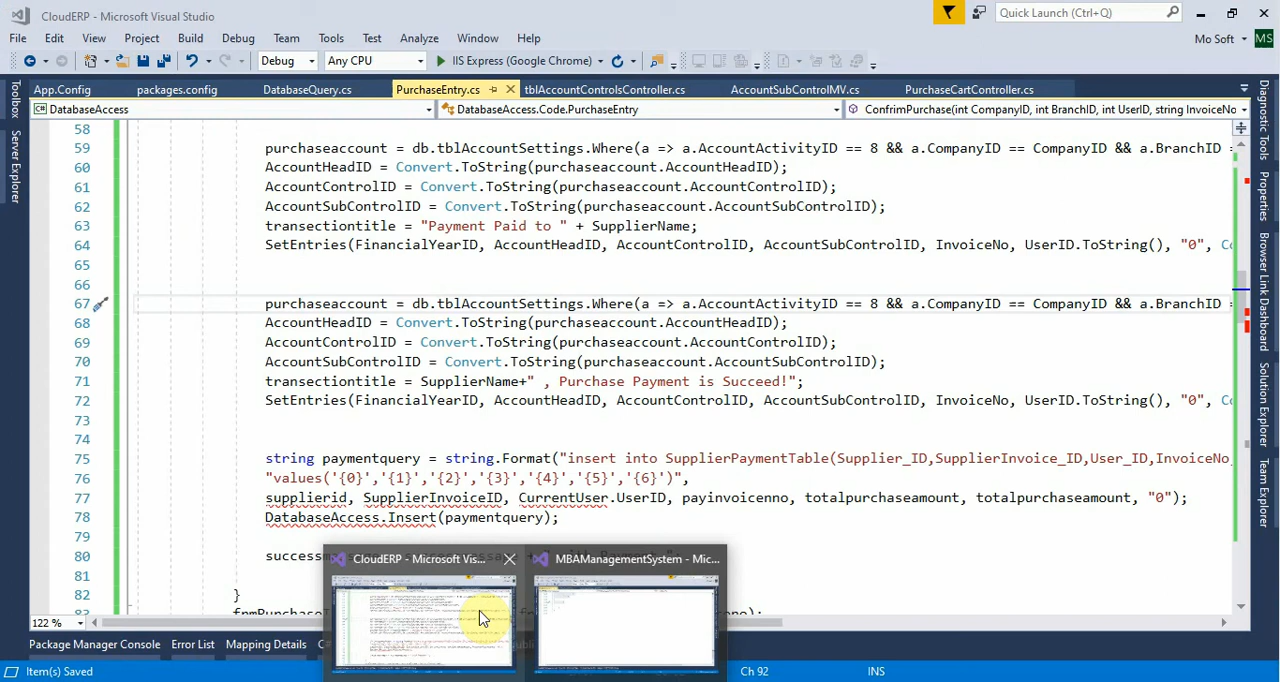 CloudERP - Microsoft Visual Studio
Quick Launch (Ctrl+Q)
File Edit View Project Build Debug Team Tools Test Analyze Window Help
Mo Soft MS
Debug Any CPU IIS Express (Google Chrome)
App.Config packages.config DatabaseQuery.cs PurchaseEntry.cs tblAccountControlsController.cs AccountSubControlMV.cs PurchaseCartController.cs
DatabaseAccess DatabaseAccess.Code.PurchaseEntry ConfrimPurchase(int CompanyID, int BranchID, int UserID, string InvoiceNo
Toolbox
Server Explorer
Diagnostic Tools
Properties
Browser Link Dashboard
Solution Explorer
Team Explorer
58
59 purchaseaccount = db.tblAccountSettings.Where(a => a.AccountActivityID == 8 && a.CompanyID == CompanyID && a.BranchID =
60 AccountHeadID = Convert.ToString(purchaseaccount.AccountHeadID);
61 AccountControlID = Convert.ToString(purchaseaccount.AccountControlID);
62 AccountSubControlID = Convert.ToString(purchaseaccount.AccountSubControlID);
63 transectiontitle = "Payment Paid to " + SupplierName;
64 SetEntries(FinancialYearID, AccountHeadID, AccountControlID, AccountSubControlID, InvoiceNo, UserID.ToString(), "0", Co
65
66
67 purchaseaccount = db.tblAccountSettings.Where(a => a.AccountActivityID == 8 && a.CompanyID == CompanyID && a.BranchID =
68 AccountHeadID = Convert.ToString(purchaseaccount.AccountHeadID);
69 AccountControlID = Convert.ToString(purchaseaccount.AccountControlID);
70 AccountSubControlID = Convert.ToString(purchaseaccount.AccountSubControlID);
71 transectiontitle = SupplierName+" , Purchase Payment is Succeed!";
72 SetEntries(FinancialYearID, AccountHeadID, AccountControlID, AccountSubControlID, InvoiceNo, UserID.ToString(), "0", Co
73
74
75 string paymentquery = string.Format("insert into SupplierPaymentTable(Supplier_ID,SupplierInvoice_ID,User_ID,InvoiceNo
76 "values('{0}','{1}','{2}','{3}','{4}','{5}','{6}')",
77 supplierid, SupplierInvoiceID, CurrentUser.UserID, payinvoicenno, totalpurchaseamount, totalpurchaseamount, "0");
78 DatabaseAccess.Insert(paymentquery);
79
80
81
82 }
CloudERP - Microsoft Vis... MBAManagementSystem - Mic...
122 %
Package Manager Console Error List Mapping Details
Item(s) Saved Ch 92 INS